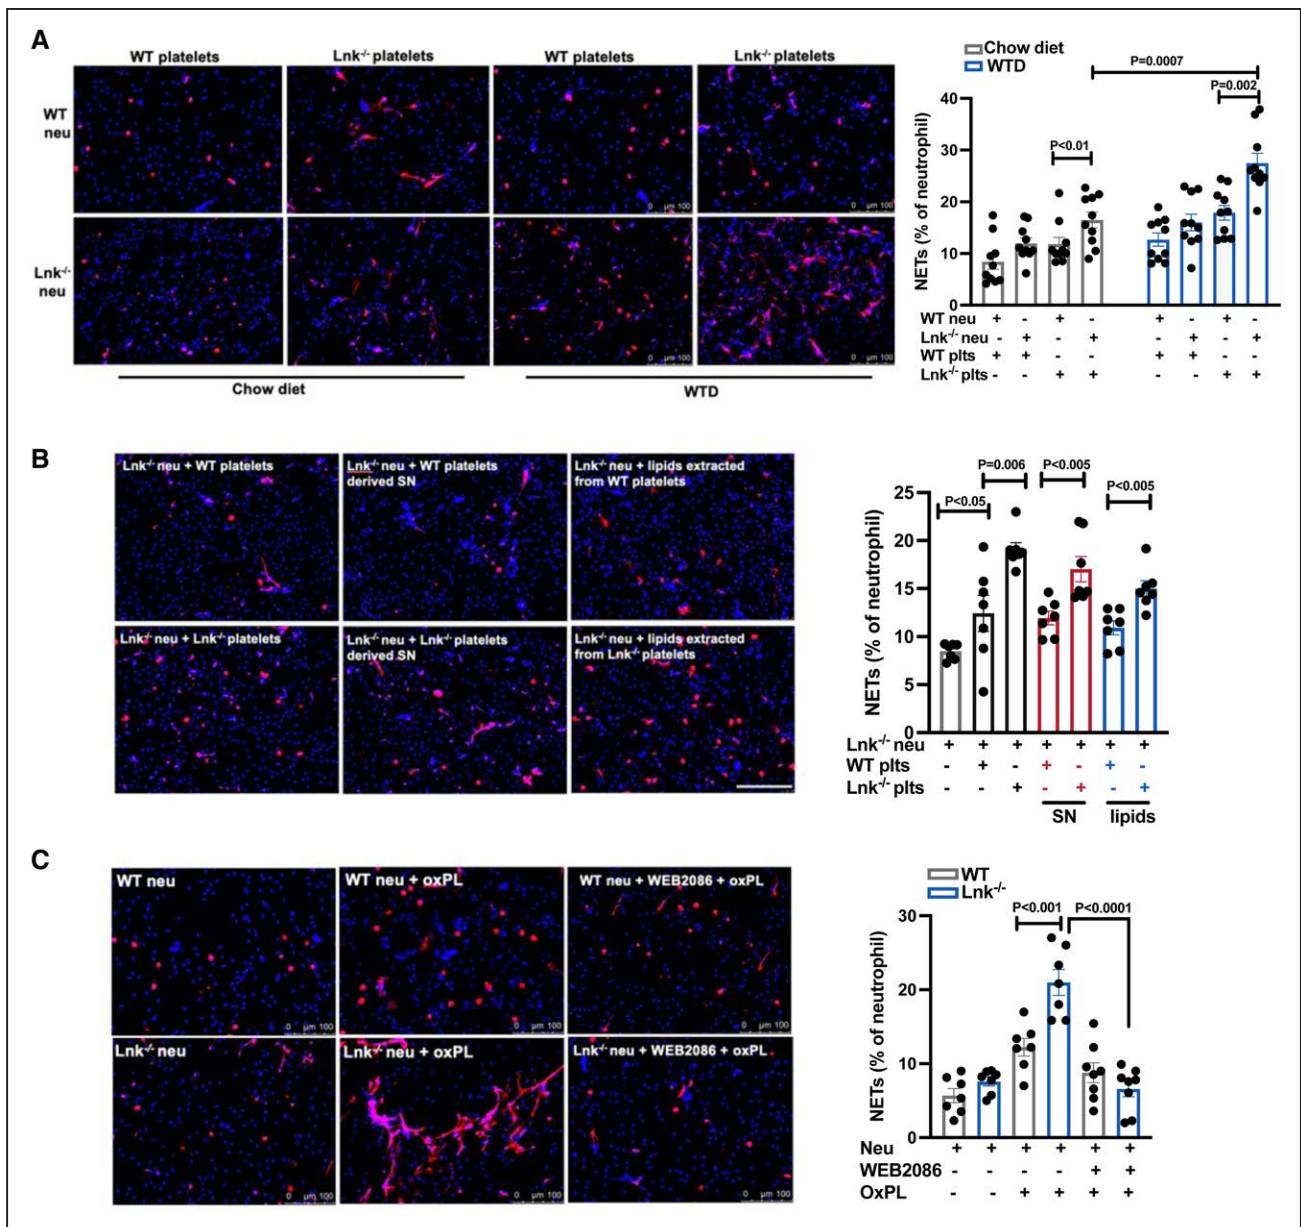 A
WT platelets
Lnk-/- platelets
WT platelets
Lnk-/- platelets
WT
neu
Lnk-/-
neu
0 µm 100
0 µm 100
0 µm 100
0 µm 100
Chow diet
WTD
Chow diet
WTD
P=0.0007
P=0.002
P<0.01
NETs (% of neutrophil)
40
30
20
10
0
WT neu + - + - + - + -
Lnk-/- neu - + - + - + - +
WT plts + + - - + + - -
Lnk-/- plts - - + + - - + +
B
Lnk-/- neu + WT platelets
Lnk-/- neu + WT platelets
derived SN
Lnk-/- neu + lipids extracted
from WT platelets
Lnk-/- neu + Lnk-/- platelets
Lnk-/- neu + Lnk-/- platelets
derived SN
Lnk-/- neu + lipids extracted
from Lnk-/- platelets
P=0.006
P<0.005
P<0.05
P<0.005
NETs (% of neutrophil)
25
20
15
10
5
0
Lnk-/- neu + + + + + + +
WT plts - + - + - + -
Lnk-/- plts - - + - + - +
SN
lipids
C
WT neu
WT neu + oxPL
WT neu + WEB2086 + oxPL
0 µm 100
0 µm 100
0 µm 100
Lnk-/- neu
Lnk-/- neu + oxPL
Lnk-/- neu + WEB2086 + oxPL
0 µm 100
0 µm 100
0 µm 100
WT
Lnk-/-
P<0.001
P<0.0001
NETs (% of neutrophil)
30
20
10
0
Neu + + + + + +
WEB2086 - - - - + +
OxPL - - + + + +